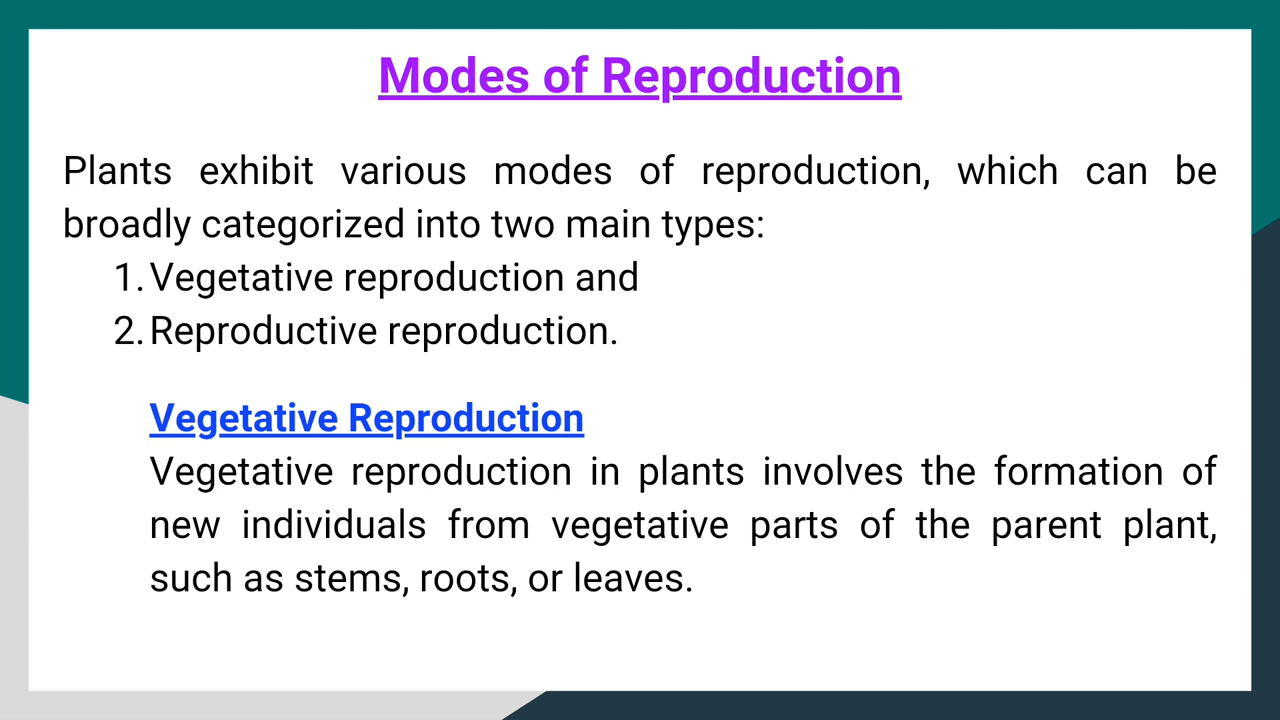 Modes of Reproduction
Plants exhibit various modes of reproduction, which can be
broadly categorized into two main types:
1. Vegetative reproduction and
2. Reproductive reproduction.
Vegetative Reproduction
Vegetative reproduction in plants involves the formation of
new individuals from vegetative parts of the parent plant,
such as stems, roots, or leaves.